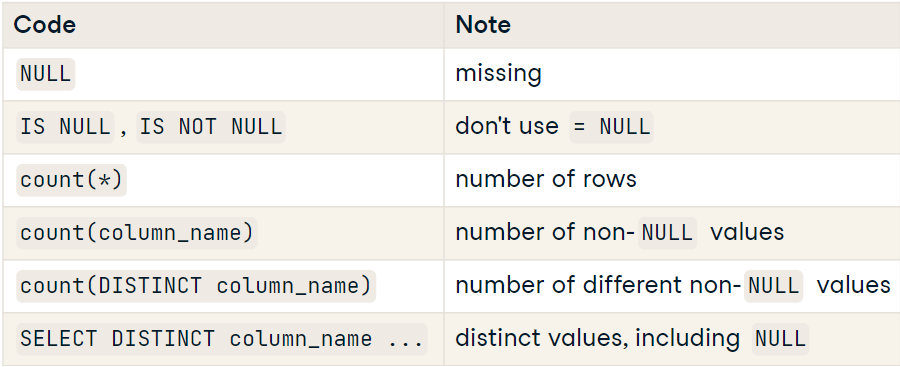 Code Note
NULL missing
IS NULL, IS NOT NULL don't use = NULL
count(*) number of rows
count(column_name) number of non-NULL values
count(DISTINCT column_name) number of different non-NULL values
SELECT DISTINCT column_name ... distinct values, including NULL